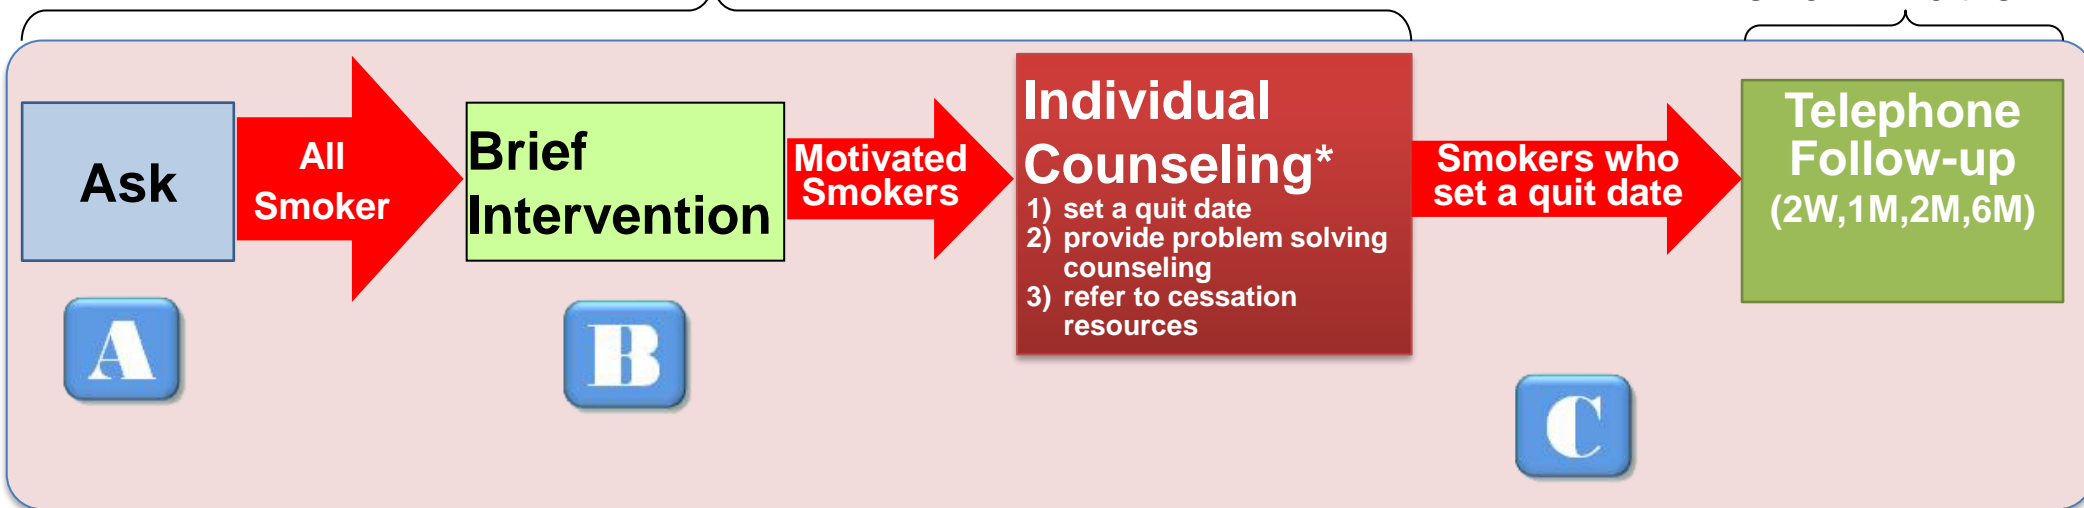 Ask
All
Smoker
Brief
Intervention
Motivated
Smokers
Individual
Counseling*
1) set a quit date
2) provide problem solving
counseling
3) refer to cessation
resources
Smokers who
set a quit date
Telephone
Follow-up
(2W,1M,2M,6M)
A
B
C